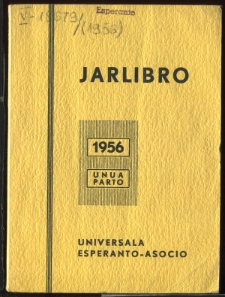 Esperanto
JARLIBRO
1956
UNUA
PARTO
UNIVERSALA
ESPERANTO-ASOCIO